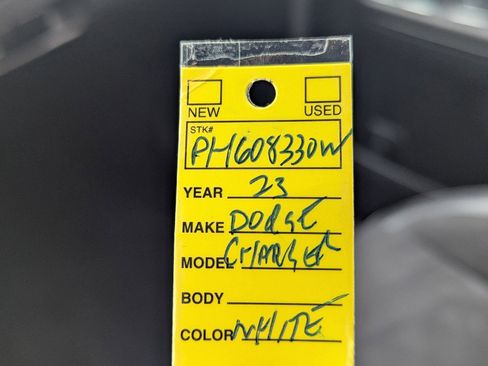 NEW USED
STK#
PH608330W
YEAR 23
MAKE DODGE
MODEL CHARGER
BODY
COLOR WHITE